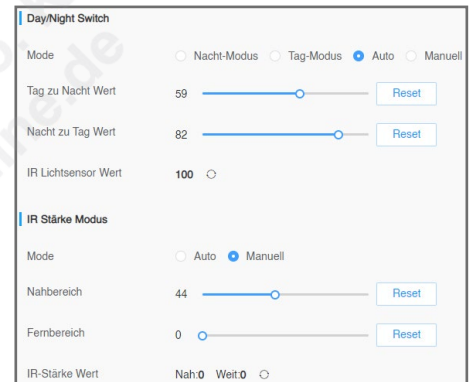 Day/Night Switch
Mode Nacht-Modus Tag-Modus Auto Manuell
Tag zu Nacht Wert 59 Reset
Nacht zu Tag Wert 82 Reset
IR Lichtsensor Wert 100
IR Stärke Modus
Mode Auto Manuell
Nahbereich 44 Reset
Fernbereich 0 Reset
IR-Stärke Wert Nah:0 Weit:0